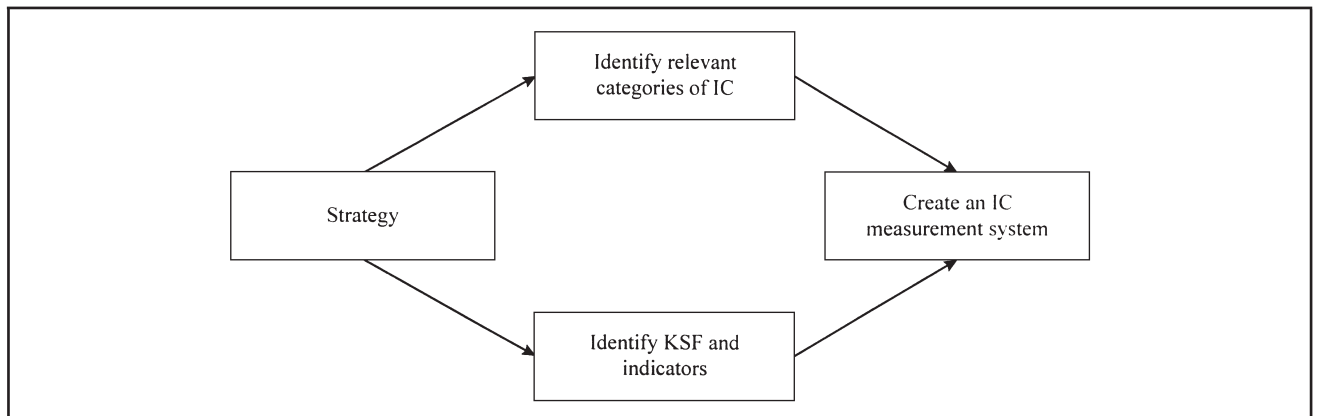 Identify relevant
categories of IC
Strategy
Create an IC
measurement system
Identify KSF and
indicators